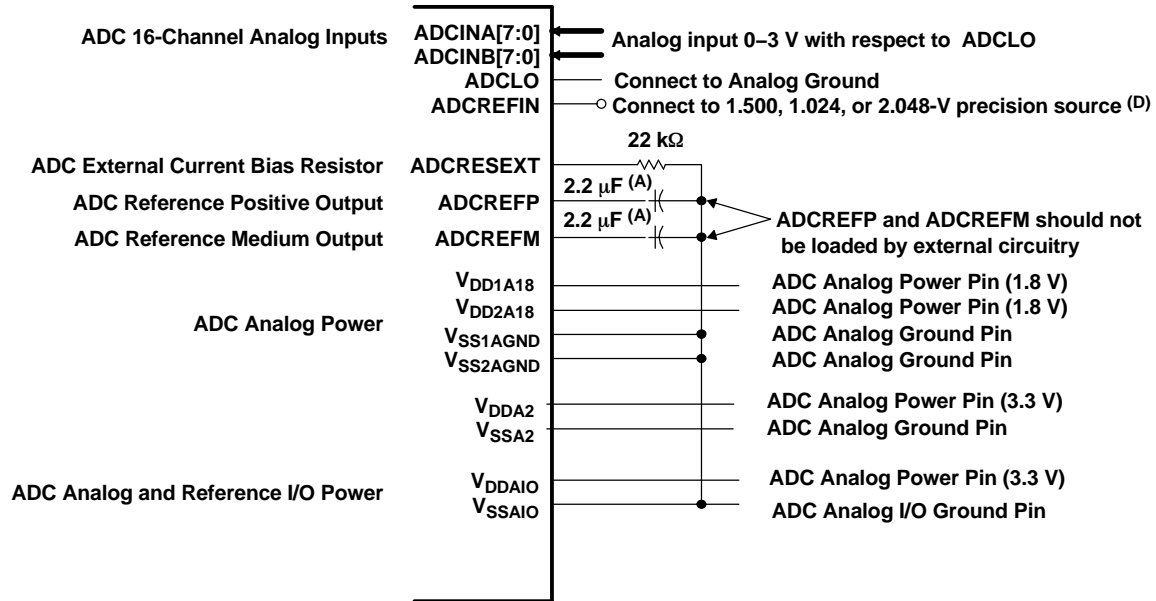 ADC 16-Channel Analog Inputs ADCINA[7:0] Analog input 0–3 V with respect to ADCLO
ADCINB[7:0]
ADCLO Connect to Analog Ground
ADCREFIN Connect to 1.500, 1.024, or 2.048-V precision source (D)
22 kΩ
ADC External Current Bias Resistor ADCRESEXT
2.2 μF (A)
ADC Reference Positive Output ADCREFP
2.2 μF (A)
ADC Reference Medium Output ADCREFM
ADCREFP and ADCREFM should not
be loaded by external circuitry
VDD1A18 ADC Analog Power Pin (1.8 V)
VDD2A18 ADC Analog Power Pin (1.8 V)
ADC Analog Power
VSS1AGND ADC Analog Ground Pin
VSS2AGND ADC Analog Ground Pin
VDDA2 ADC Analog Power Pin (3.3 V)
VSSA2 ADC Analog Ground Pin
VDDAIO ADC Analog Power Pin (3.3 V)
ADC Analog and Reference I/O Power
VSSAIO ADC Analog I/O Ground Pin